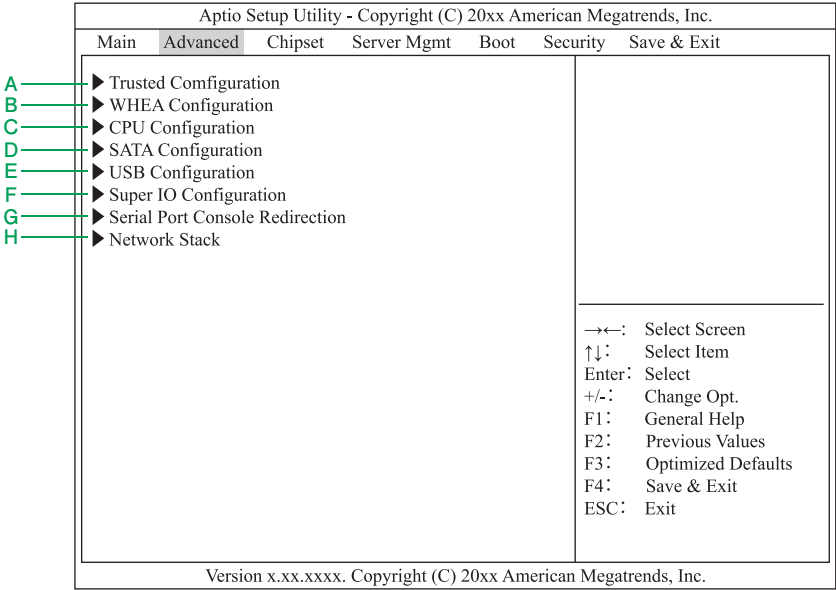 Aptio Setup Utility - Copyright (C) 20xx American Megatrends, Inc.
Main Advanced Chipset Server Mgmt Boot Security Save & Exit
A ▶ Trusted Comfiguration
B ▶ WHEA Configuration
C ▶ CPU Configuration
D ▶ SATA Configuration
E ▶ USB Configuration
F ▶ Super IO Configuration
G ▶ Serial Port Console Redirection
H ▶ Network Stack
→←: Select Screen
↑↓: Select Item
Enter: Select
+/-: Change Opt.
F1: General Help
F2: Previous Values
F3: Optimized Defaults
F4: Save & Exit
ESC: Exit
Version x.xx.xxxx. Copyright (C) 20xx American Megatrends, Inc.